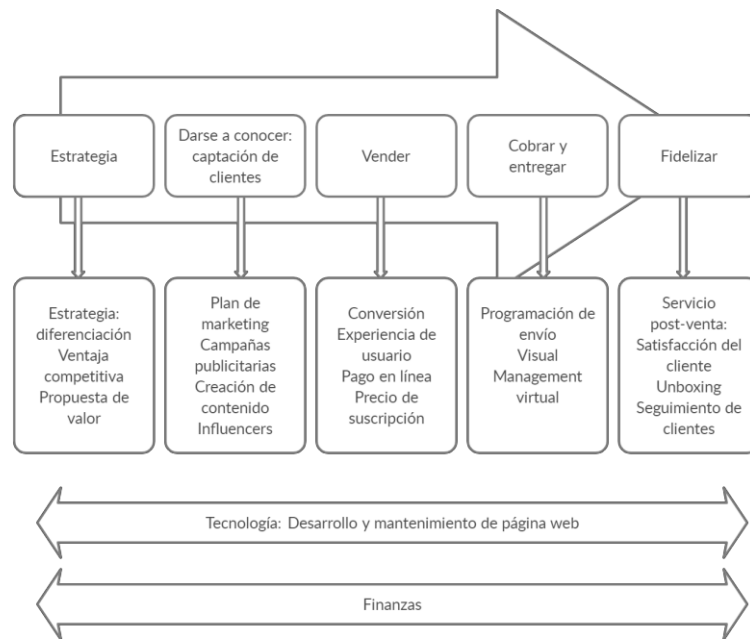 Estrategia
Darse a conocer:
captación de
clientes
Vender
Cobrar y
entregar
Fidelizar
Estrategia:
diferenciación
Ventaja
competitiva
Propuesta de
valor
Plan de
marketing
Campañas
publicitarias
Creación de
contenido
Influencers
Conversión
Experiencia de
usuario
Pago en línea
Precio de
suscripción
Programación de
envío
Visual
Management
virtual
Servicio
post-venta:
Satisfacción del
cliente
Unboxing
Seguimiento de
clientes
Tecnología: Desarrollo y mantenimiento de página web
Finanzas